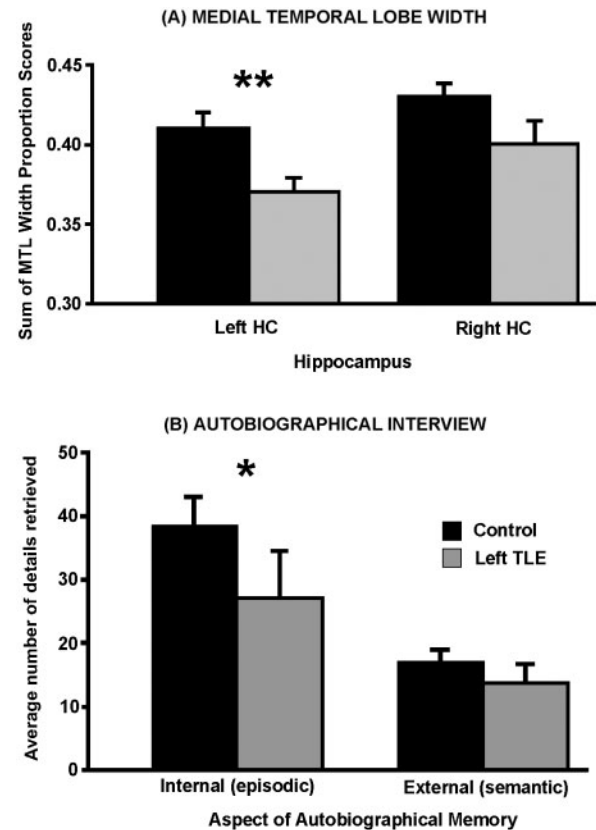 (A) MEDIAL TEMPORAL LOBE WIDTH
Sum of MTL Width Proportion Scores
0.45
0.40
0.35
0.30
**
Left HC
Right HC
Hippocampus
(B) AUTOBIOGRAPHICAL INTERVIEW
Average number of details retrieved
50
40
30
20
10
0
*
Control
Left TLE
Internal (episodic)
External (semantic)
Aspect of Autobiographical Memory